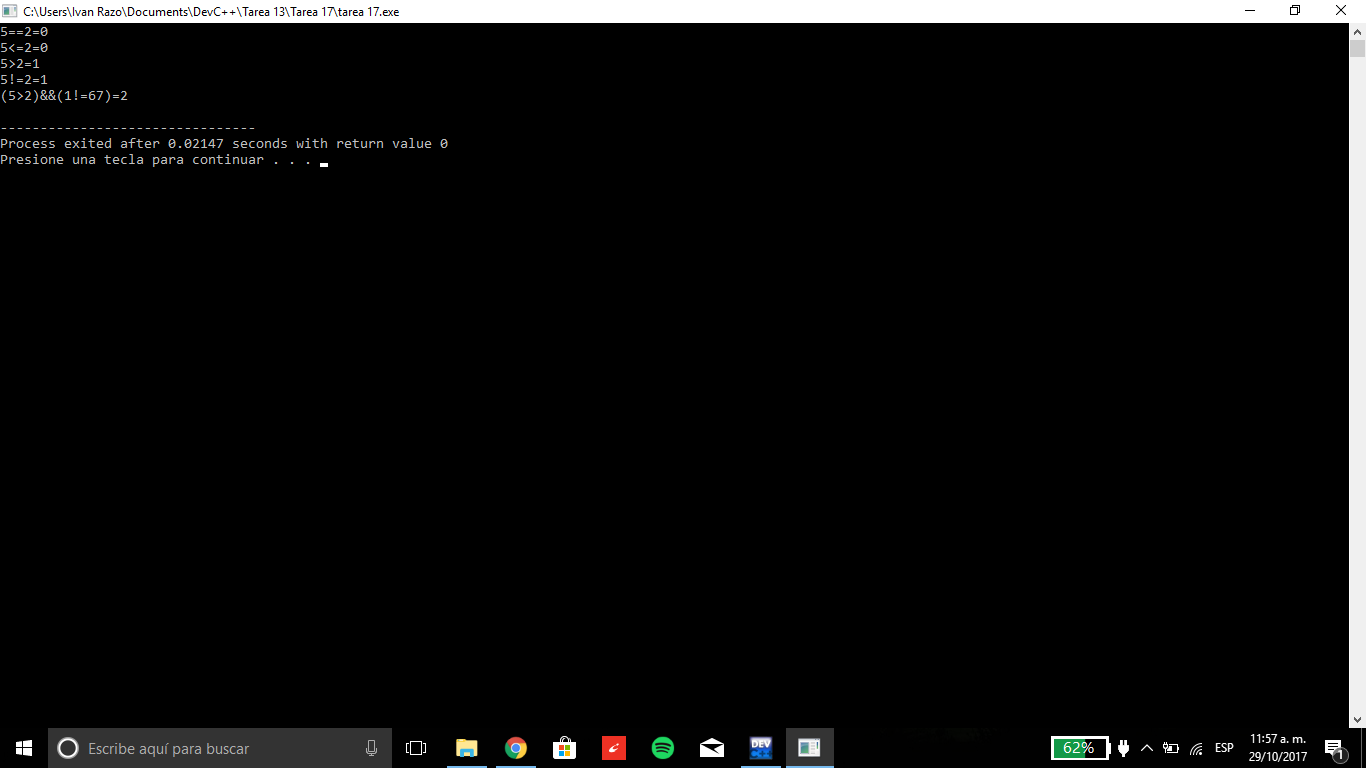 C:\Users\Ivan Razo\Documents\DevC++\Tarea 13\Tarea 17\tarea 17.exe
5==2=0
5<=2=0
5>2=1
5!=2=1
(5>2)&&(1!=67)=2
--------------------------------
Process exited after 0.02147 seconds with return value 0
Presione una tecla para continuar . . .
Escribe aquí para buscar
DEV
62%
ESP
11:57 a. m.
29/10/2017
1